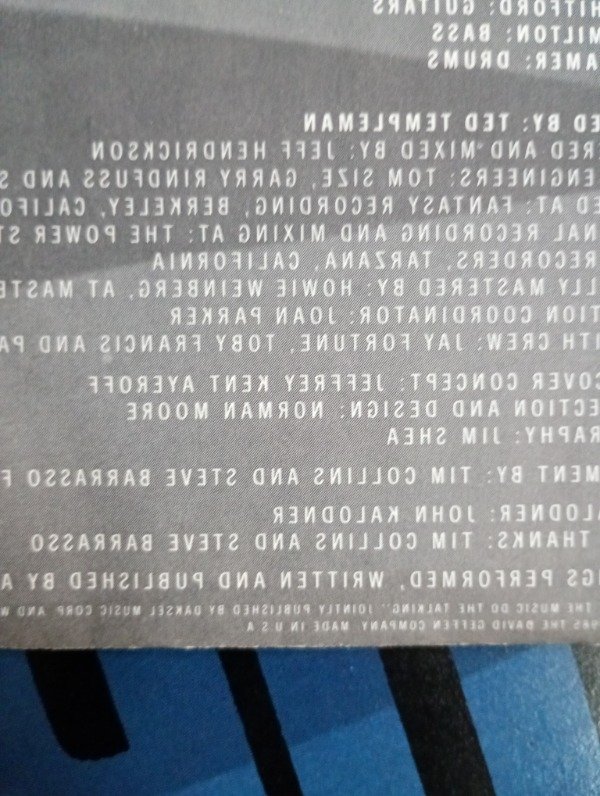 HITFORD: GUITARS
MILTON: BASS
AMER: DRUMS
ED BY: TED TEMPLEMAN
RED AND MIXED BY: JEFF HENDRICKSON
ENGINEERS: TOM SIZE, GARRY RINDFUSS AND S
ED AT: FANTASY RECORDING, BERKELEY, CALIFO
NAL RECORDING AND MIXING AT: THE POWER ST
RECORDERS, TARZANA, CALIFORNIA
LLY MASTERED BY: HOWIE WEINBERG, AT MASTE
TION COORDINATOR: JOAN PARKER
ITH CREW: JAY FORTUNE, TOBY FRANCIS AND PA
COVER CONCEPT: JEFFREY KENT AYEROFF
ECTION AND DESIGN: NORMAN MOORE
RAPHY: JIM SHEA
MENT BY: TIM COLLINS AND STEVE BARRASSO F
LODNER: JOHN KALODNER
THANKS: TIM COLLINS AND STEVE BARRASSO
GS PERFORMED, WRITTEN AND PUBLISHED BY A
THE MUSIC DO THE TALKING," JOINTLY PUBLISHED BY DAKSEL MUSIC CORP. AND W
1985 THE DAVID GEFFEN COMPANY. MADE IN U.S.A.